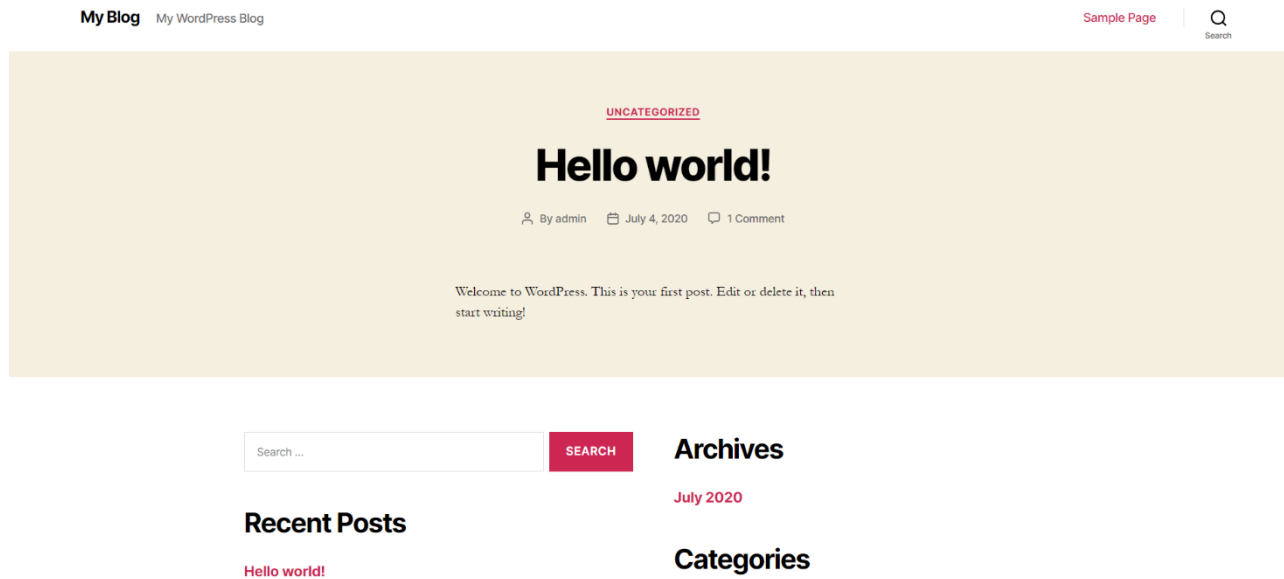 My Blog My WordPress Blog
Sample Page
Search
UNCATEGORIZED
Hello world!
By admin July 4, 2020 1 Comment
Welcome to WordPress. This is your first post. Edit or delete it, then
start writing!
Search ... SEARCH
Recent Posts
Hello world!
Archives
July 2020
Categories